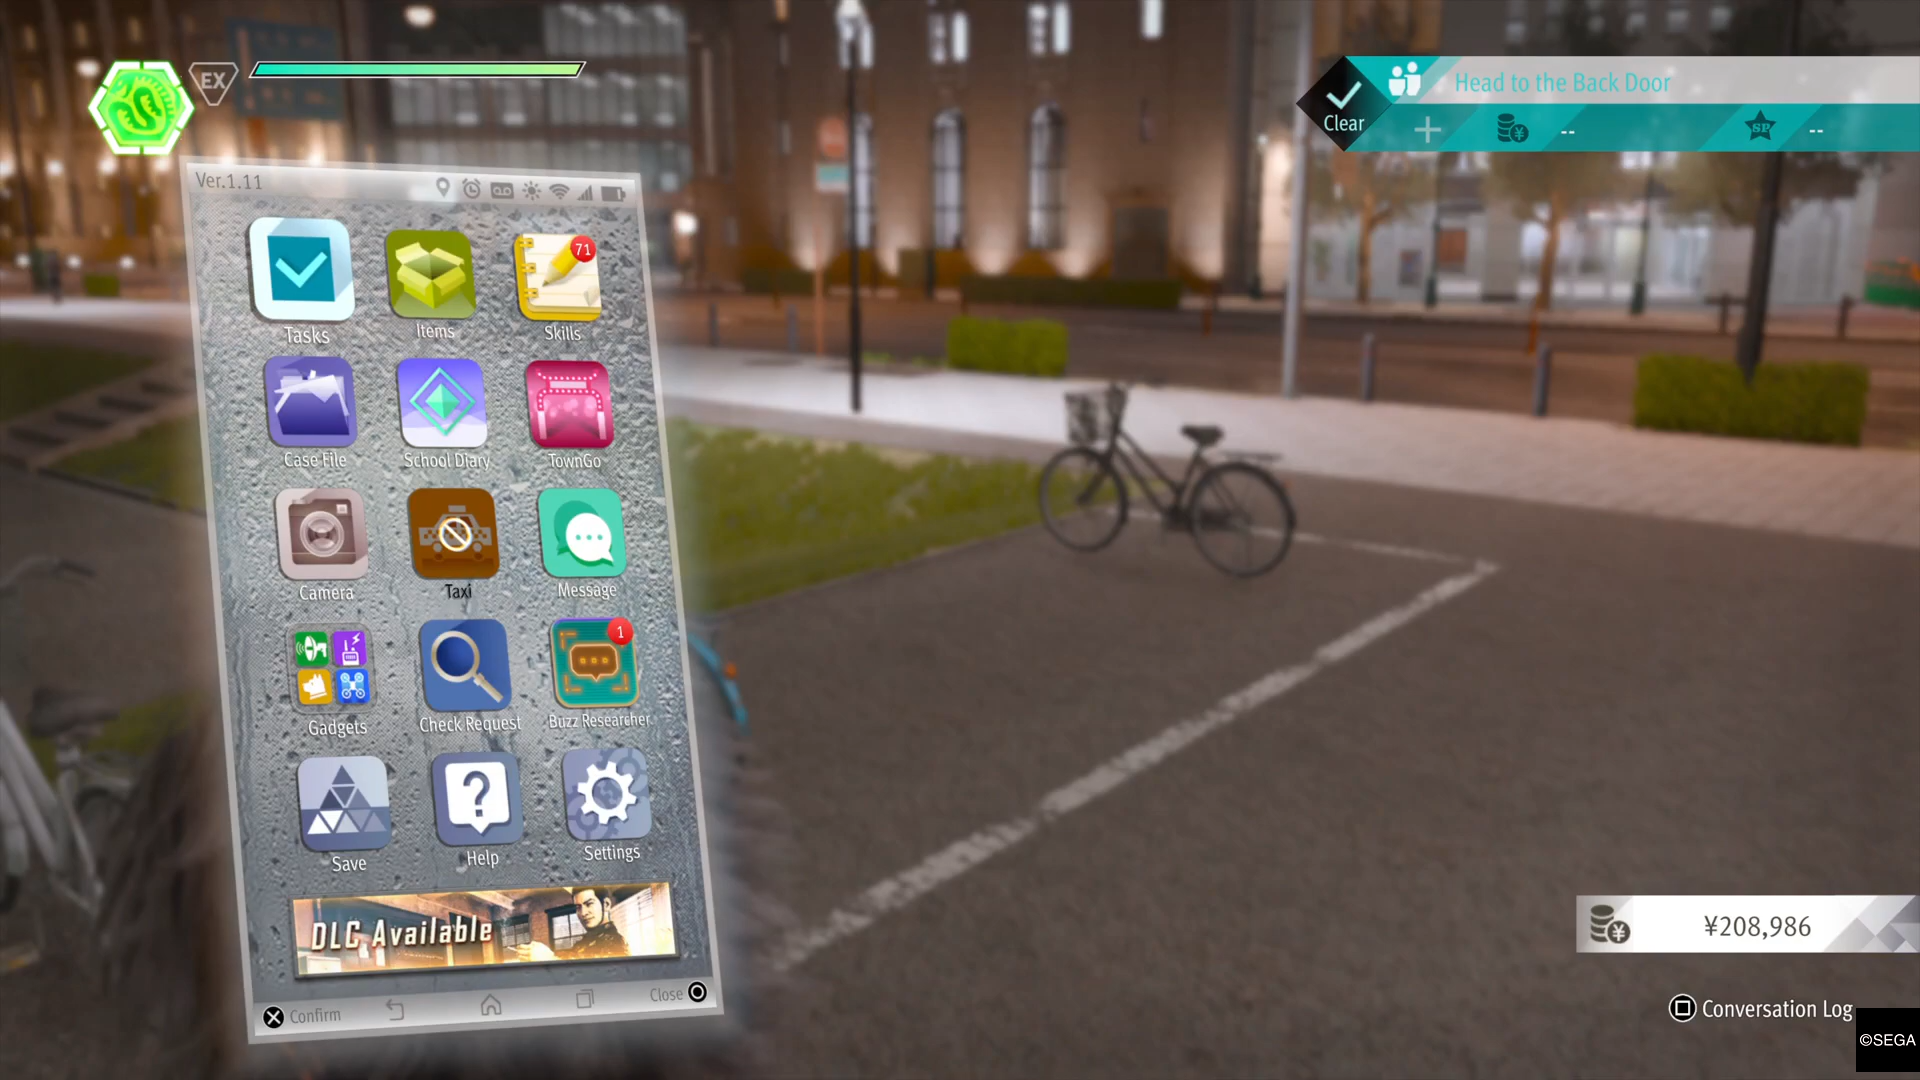 EX
Head to the Back Door
Clear
--
SP
--
Ver.1.11
71
Tasks
Items
Skills
Case File
School Diary
TownGo
Camera
Taxi
Message
1
Gadgets
Check Request
Buzz Researcher
Save
Help
Settings
DLC Available
Confirm
Close
¥208,986
Conversation Log
©SEGA